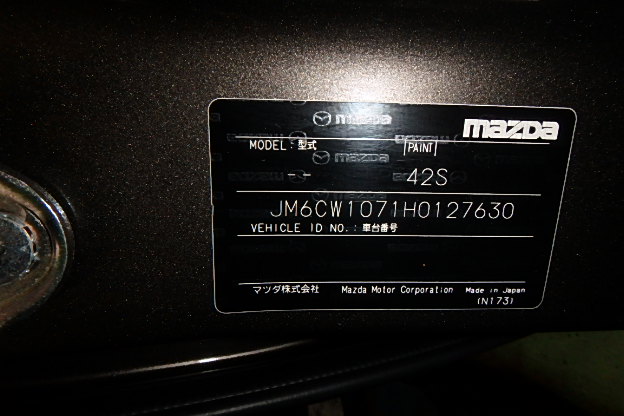 mazda
mazda
MODEL : 型式 PAINT
mazda
-- 42S
JM6CW1071H0127630
VEHICLE ID NO. : 車台番号
マツダ株式会社 Mazda Motor Corporation Made in Japan
(N173)